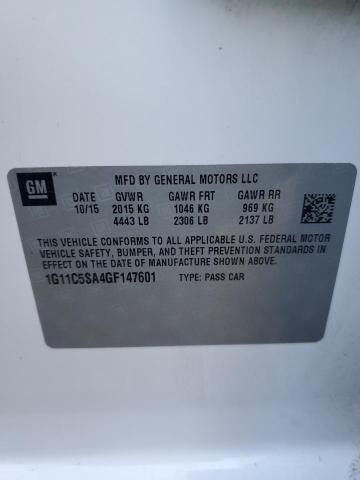 GM
MFD BY GENERAL MOTORS LLC
DATE GVWR GAWR FRT GAWR RR
10/15 2015 KG 1046 KG 969 KG
4443 LB 2306 LB 2137 LB
THIS VEHICLE CONFORMS TO ALL APPLICABLE U.S. FEDERAL MOTOR
VEHICLE SAFETY, BUMPER, AND THEFT PREVENTION STANDARDS
IN EFFECT ON THE DATE OF MANUFACTURE SHOWN ABOVE.
1G11C5SA4GF147601 TYPE: PASS CAR